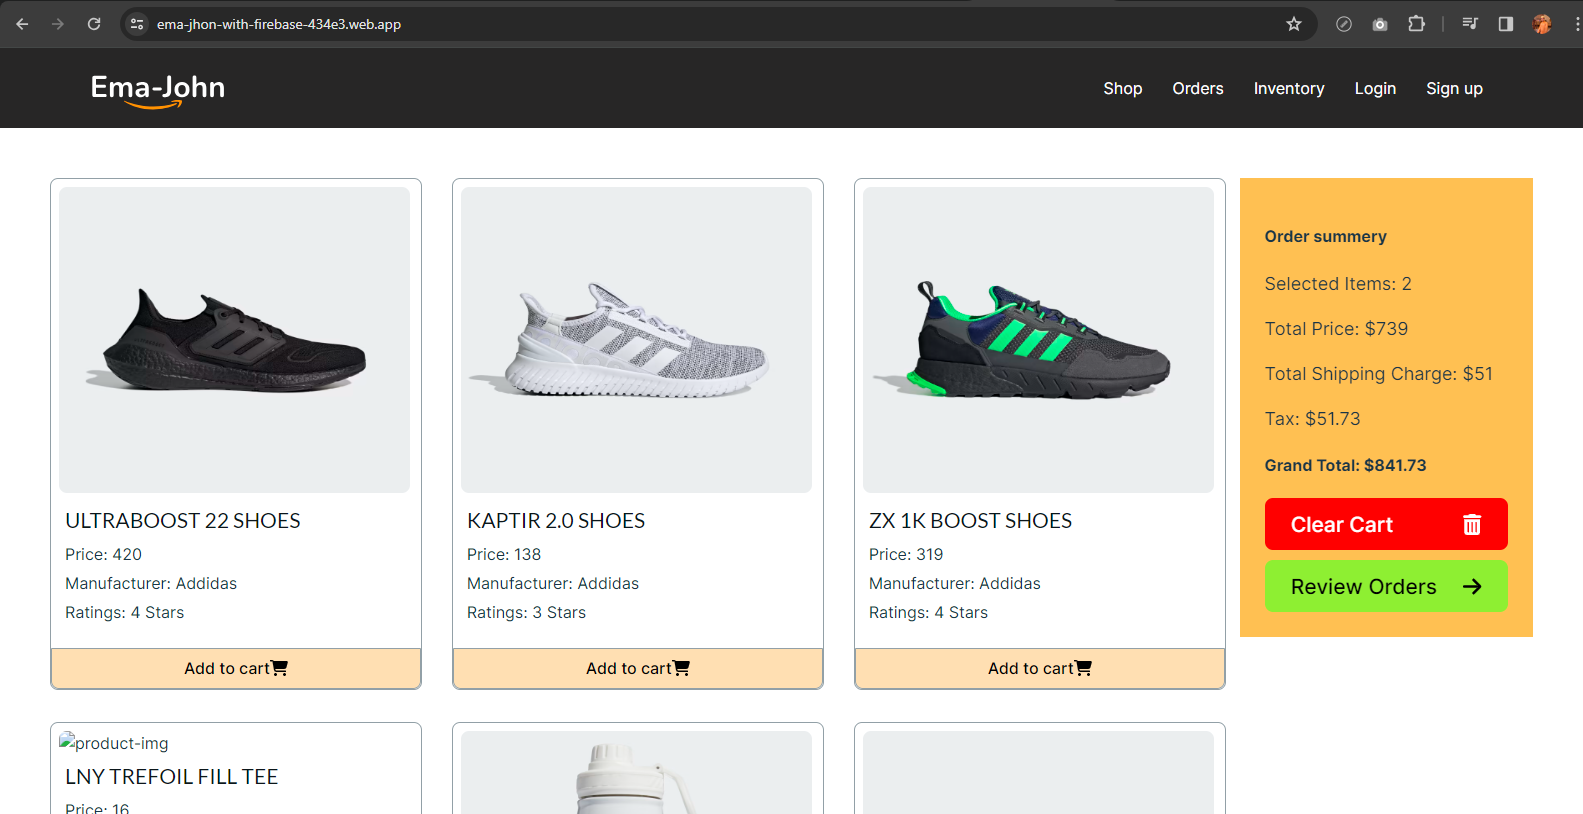 ema-jhon-with-firebase-434e3.web.app
Ema-John
Shop Orders Inventory Login Sign up
ULTRABOOST 22 SHOES
Price: 420
Manufacturer: Addidas
Ratings: 4 Stars
Add to cart
KAPTIR 2.0 SHOES
Price: 138
Manufacturer: Addidas
Ratings: 3 Stars
Add to cart
ZX 1K BOOST SHOES
Price: 319
Manufacturer: Addidas
Ratings: 4 Stars
Add to cart
Order summery
Selected Items: 2
Total Price: $739
Total Shipping Charge: $51
Tax: $51.73
Grand Total: $841.73
Clear Cart
Review Orders
product-img
LNY TREFOIL FILL TEE
Price: 16